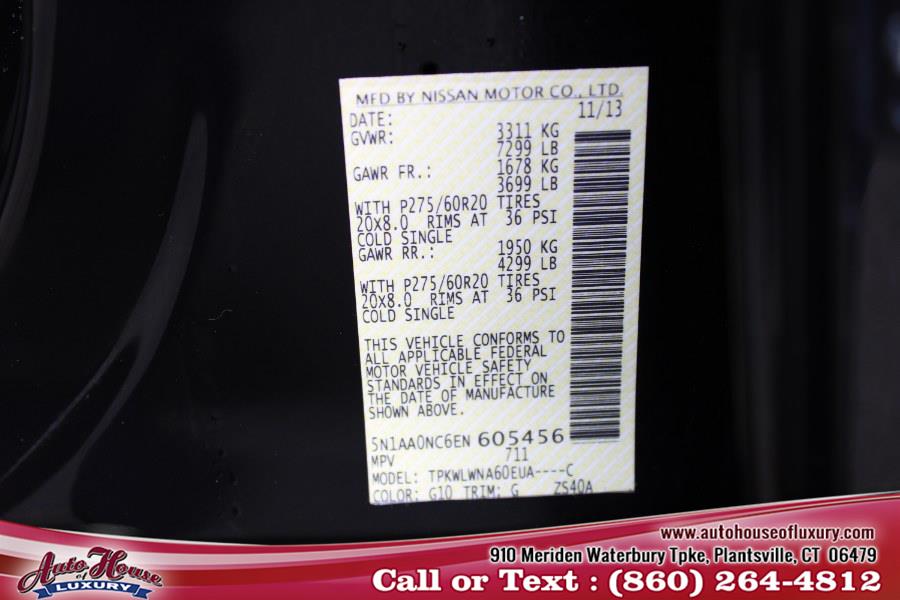 MFD BY NISSAN MOTOR CO., LTD.
DATE: 11/13
GVWR: 3311 KG
7299 LB
GAWR FR.: 1678 KG
3699 LB
WITH P275/60R20 TIRES
20X8.0 RIMS AT 36 PSI
COLD SINGLE
GAWR RR.: 1950 KG
4299 LB
WITH P275/60R20 TIRES
20X8.0 RIMS AT 36 PSI
COLD SINGLE
THIS VEHICLE CONFORMS TO
ALL APPLICABLE FEDERAL
MOTOR VEHICLE SAFETY
STANDARDS IN EFFECT ON
THE DATE OF MANUFACTURE
SHOWN ABOVE.
5N1AA0NC6EN 605456
MPV 711
MODEL: TPKWLWNA60EUA----C
COLOR: G10 TRIM: G ZS40A
Auto House
of
LUXURY
www.autohouseofluxury.com
910 Meriden Waterbury Tpke, Plantsville, CT 06479
Call or Text : (860) 264-4812